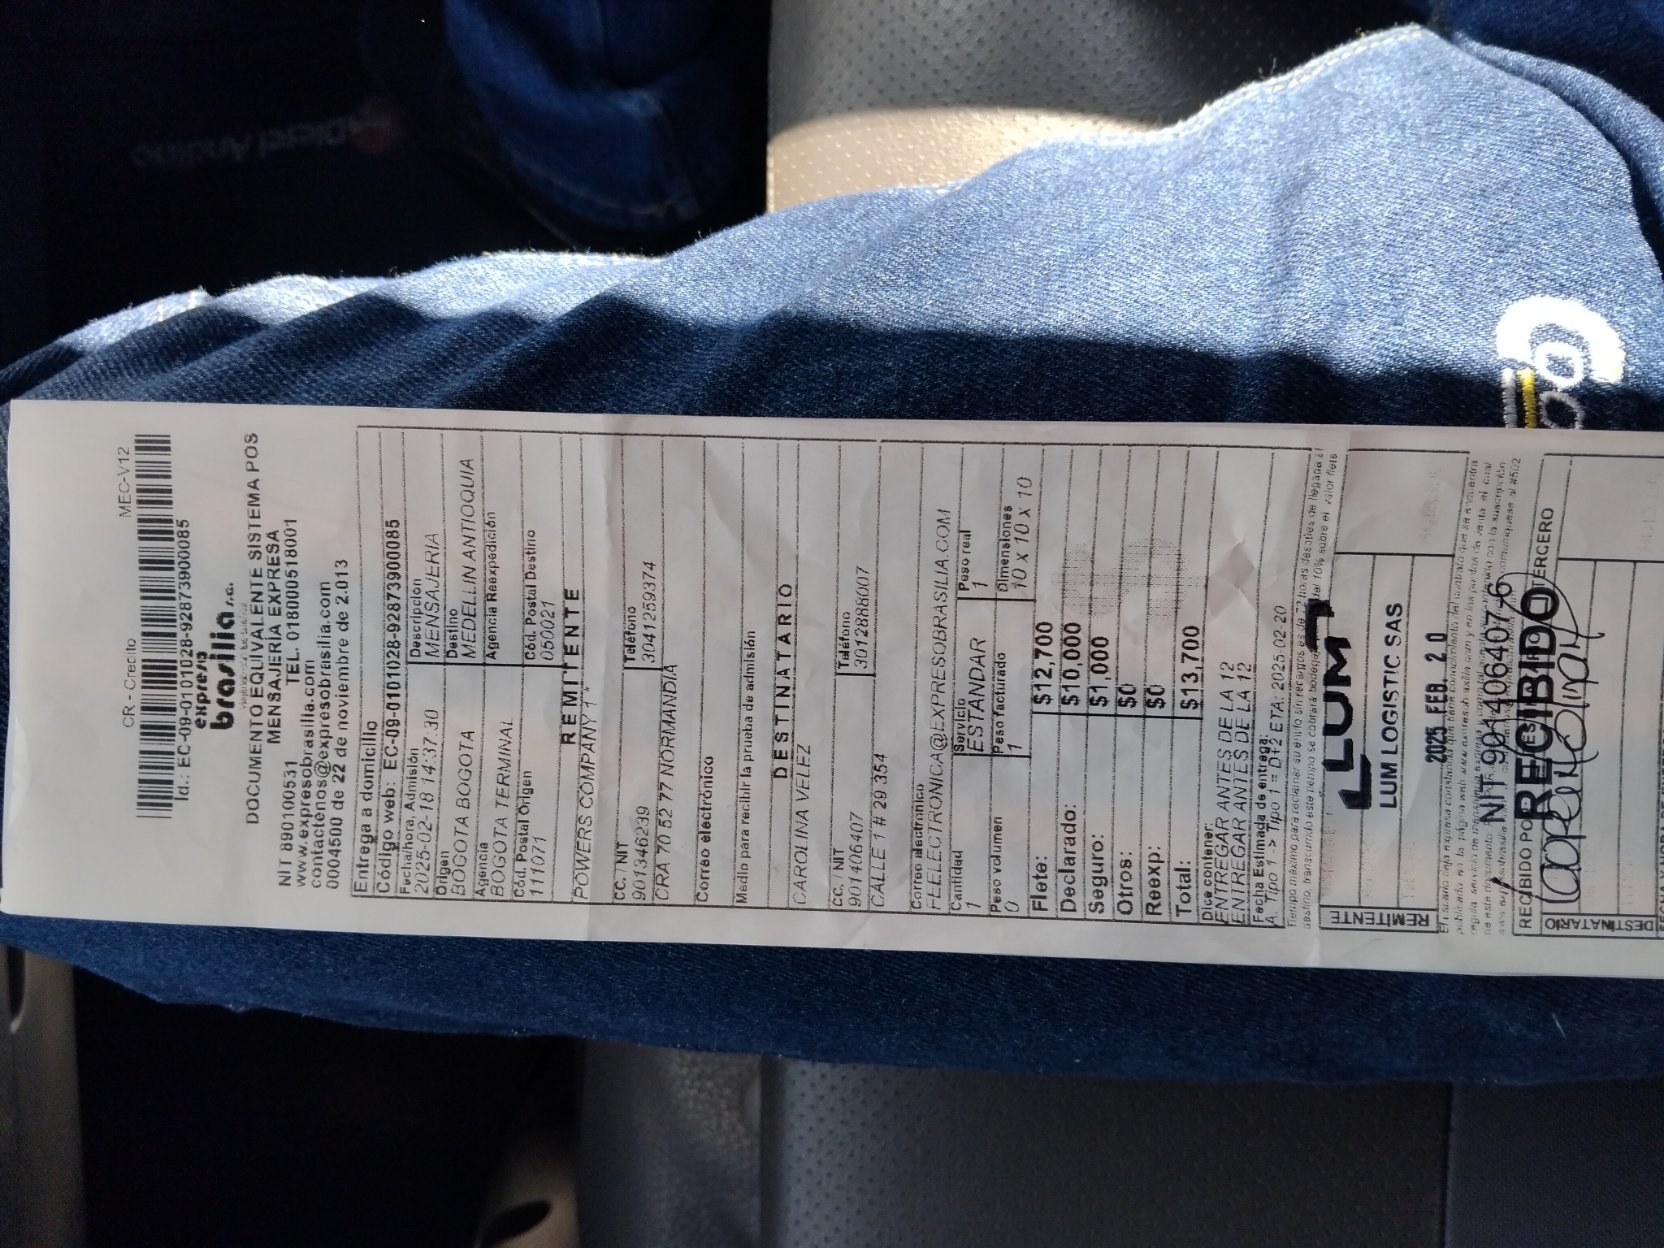 CR - Credito MEC-V12
Id.: EC-09-0101028-92873900085
expreso
brasilia s.a.
DOCUMENTO EQUIVALENTE SISTEMA POS
MENSAJERIA EXPRESA
NIT 890100531 TEL. 018000518001
www.expresobrasilia.com
contactenos@expresobrasilia.com
0004500 de 22 de noviembre de 2.013
Entrega a domicilio
Código web: EC-09-0101028-92873900085
Fecha/hora, Admisión Descripción
2025-02-18 14:37:30 MENSAJERIA
Origen Destino
BOGOTA BOGOTA MEDELLIN ANTIOQUIA
Agencia Agencia Reexpedición
BOGOTA TERMINAL
Cód. Postal Origen Cód. Postal Destino
111071 050021
REMITENTE
POWERS COMPANY 1 *
CC. / NIT Teléfono
901346239 3041259374
CRA 70 52 77 NORMANDIA
Correo electrónico
Medio para recibir la prueba de admisión
DESTINATARIO
CAROLINA VELEZ
CC. / NIT Teléfono
901406407 3012888007
CALLE 1 # 29 354
Correo electrónico
FELECTRONICA@EXPRESOBRASILIA.COM
Cantidad Servicio Peso real
1 ESTANDAR 1
Peso volumen Peso facturado Dimensiones
0 1 10 x 10 x 10
Flete: $12,700
Declarado: $10,000
Seguro: $1,000
Otros: $0
Reexp: $0
Total: $13,700
Dice contener:
ENTREGAR ANTES DE LA 12
ENTREGAR ANTES DE LA 12
Fecha Estimada de entrega:
A. Tipo 1 -> Tipo 1 = D+2 ETA: 2025-02-20
REMITENTE
LUM
LUM LOGISTIC SAS
2025 FEB. 20
NIT 901406407-6
RECIBIDO
RECIBIDO POR TERCERO
DESTINATARIO
DESTINATARIO